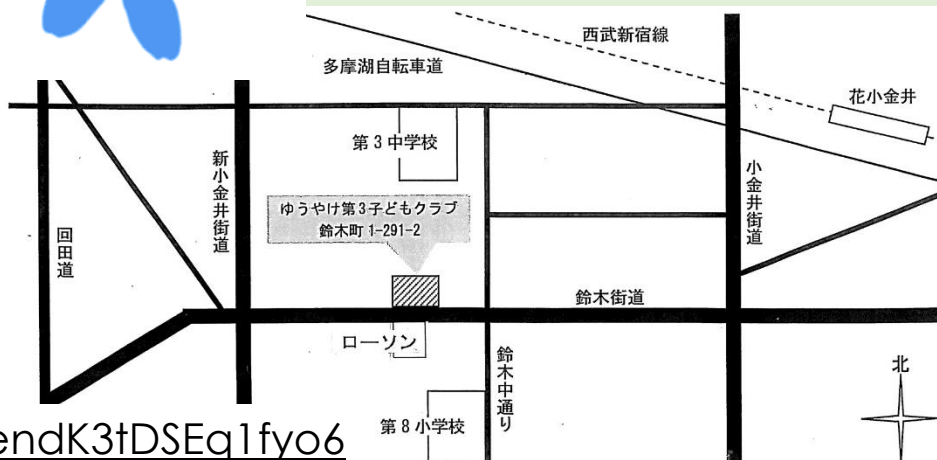 西武新宿線
多摩湖自転車道
花小金井
第3中学校
新小金井街道
小金井街道
ゆうやけ第3子どもクラブ
鈴木町 1-291-2
回田道
鈴木街道
ローソン
鈴木中通り
北
第8小学校
endK3tDSEq1fyo6